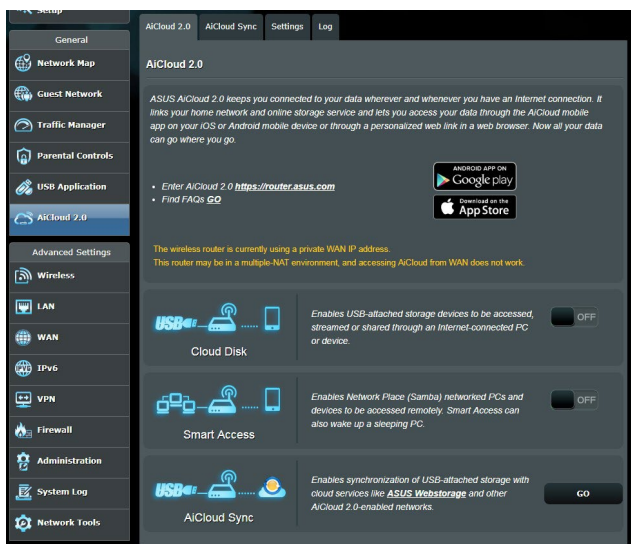 Setup
General
Network Map
Guest Network
Traffic Manager
Parental Controls
USB Application
AiCloud 2.0
Advanced Settings
Wireless
LAN
WAN
IPv6
VPN
Firewall
Administration
System Log
Network Tools
AiCloud 2.0 AiCloud Sync Settings Log
AiCloud 2.0
ASUS AiCloud 2.0 keeps you connected to your data wherever and whenever you have an Internet connection. It
links your home network and online storage service and lets you access your data through the AiCloud mobile
app on your iOS or Android mobile device or through a personalized web link in a web browser. Now all your data
can go where you go.
Enter AiCloud 2.0 https://router.asus.com
Find FAQs GO
ANDROID APP ON
Google play
Download on the
App Store
The wireless router is currently using a private WAN IP address.
This router may be in a multiple-NAT environment, and accessing AiCloud from WAN does not work.
USB
Cloud Disk
Enables USB-attached storage devices to be accessed,
streamed or shared through an Internet-connected PC
or device.
OFF
Smart Access
Enables Network Place (Samba) networked PCs and
devices to be accessed remotely. Smart Access can
also wake up a sleeping PC.
OFF
USB
AiCloud Sync
Enables synchronization of USB-attached storage with
cloud services like ASUS Webstorage and other
AiCloud 2.0-enabled networks.
GO